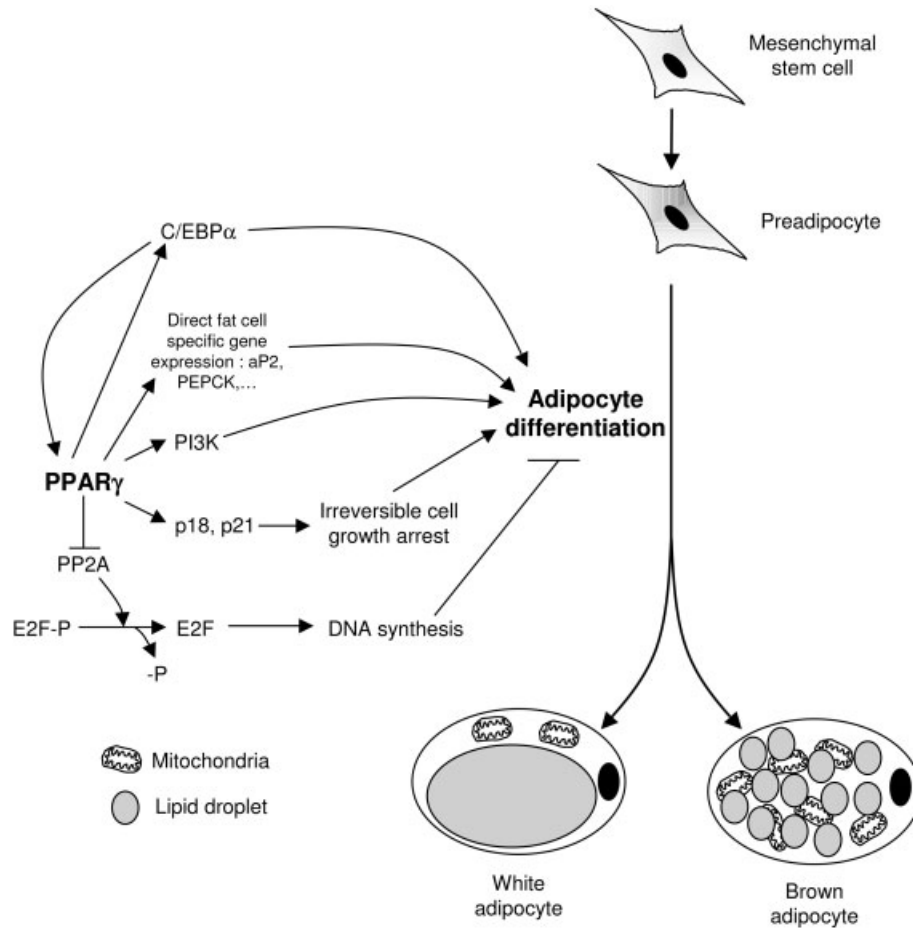 Mesenchymal
stem cell
Preadipocyte
C/EBPα
Direct fat cell
specific gene
expression : aP2,
PEPCK,...
Adipocyte
differentiation
PI3K
PPARγ
p18, p21
Irreversible cell
growth arrest
PP2A
E2F-P
E2F
DNA synthesis
-P
Mitochondria
Lipid droplet
White
adipocyte
Brown
adipocyte